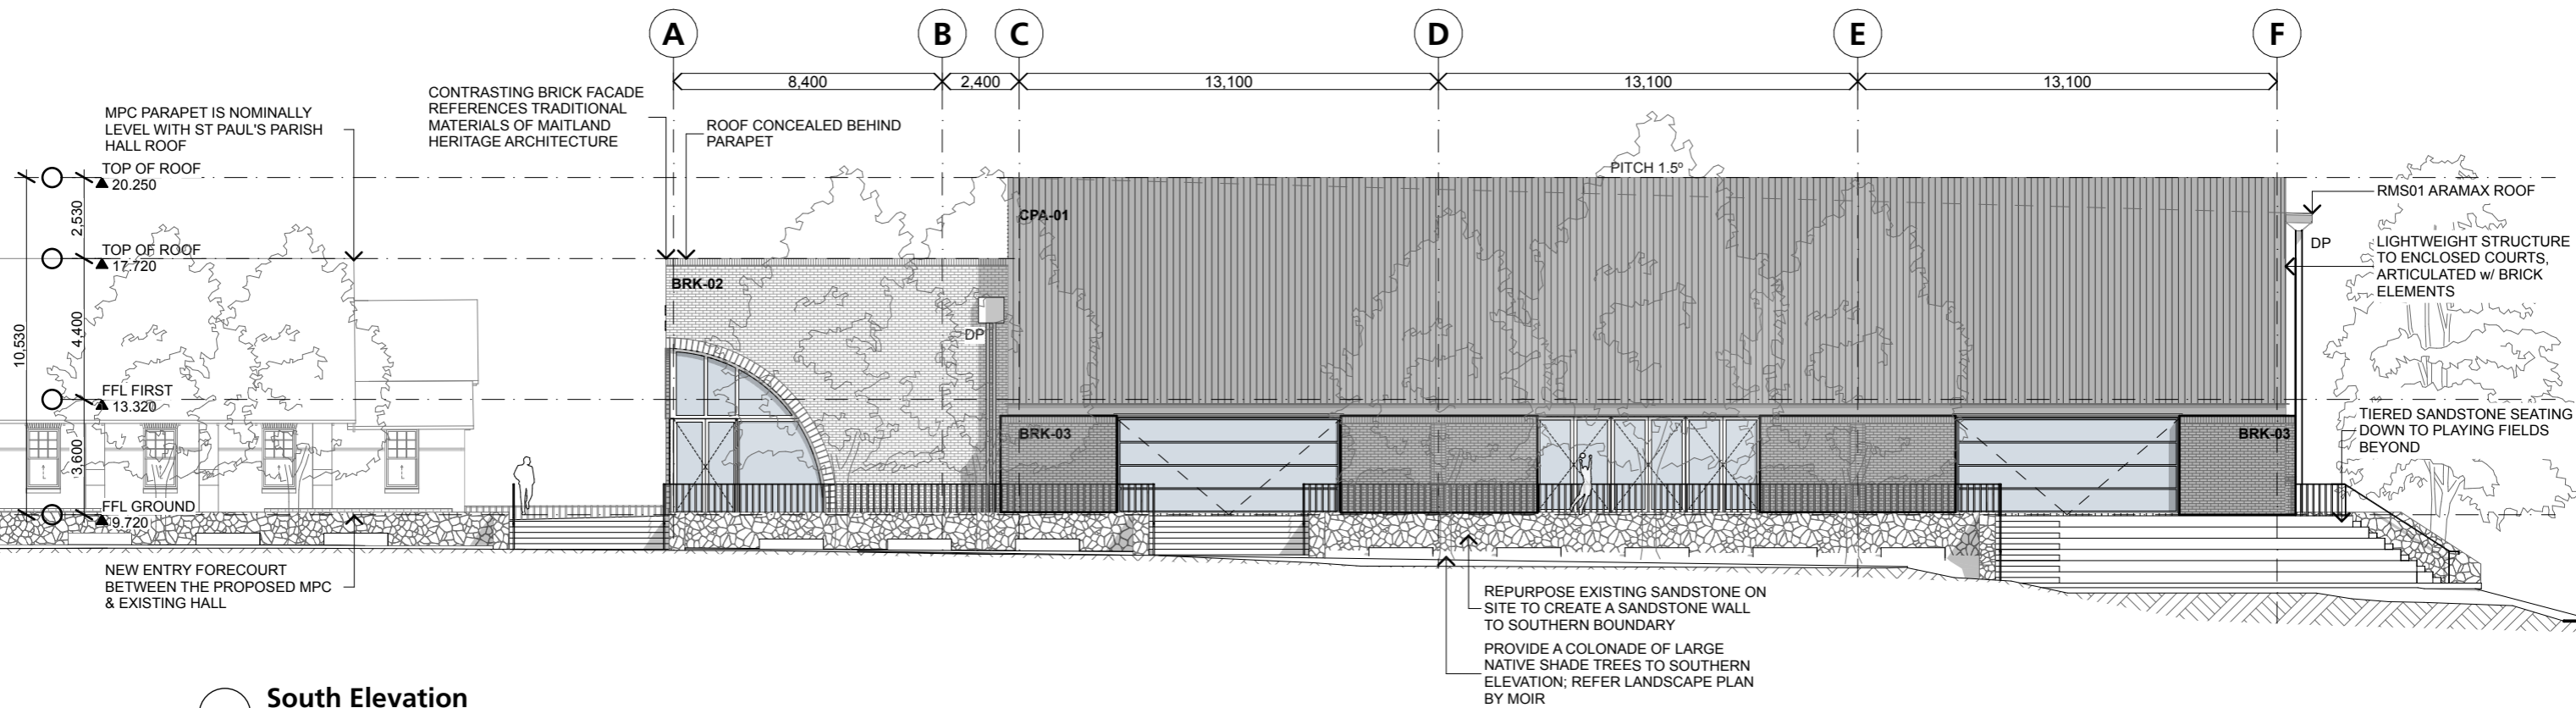 A
B
C
D
E
F
8,400
2,400
13,100
13,100
13,100
MPC PARAPET IS NOMINALLY
LEVEL WITH ST PAUL'S PARISH
HALL ROOF
CONTRASTING BRICK FACADE
REFERENCES TRADITIONAL
MATERIALS OF MAITLAND
HERITAGE ARCHITECTURE
ROOF CONCEALED BEHIND
PARAPET
TOP OF ROOF
20.250
2,530
TOP OF ROOF
17.720
4,400
10,530
FFL FIRST
13.320
3,600
FFL GROUND
9.720
PITCH 1.5º
CPA-01
BRK-02
DP
BRK-03
BRK-03
RMS01 ARAMAX ROOF
DP
LIGHTWEIGHT STRUCTURE
TO ENCLOSED COURTS,
ARTICULATED w/ BRICK
ELEMENTS
TIERED SANDSTONE SEATING
DOWN TO PLAYING FIELDS
BEYOND
NEW ENTRY FORECOURT
BETWEEN THE PROPOSED MPC
& EXISTING HALL
REPURPOSE EXISTING SANDSTONE ON
SITE TO CREATE A SANDSTONE WALL
TO SOUTHERN BOUNDARY
PROVIDE A COLONADE OF LARGE
NATIVE SHADE TREES TO SOUTHERN
ELEVATION; REFER LANDSCAPE PLAN
BY MOIR
South Elevation